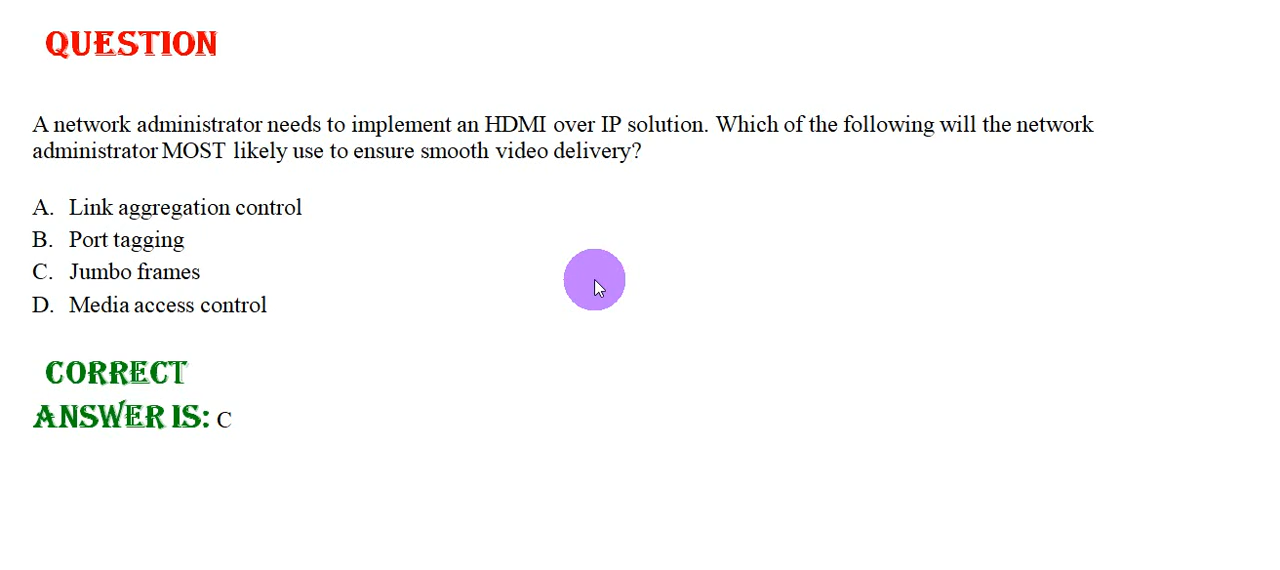 QUESTION
A network administrator needs to implement an HDMI over IP solution. Which of the following will the network
administrator MOST likely use to ensure smooth video delivery?
A. Link aggregation control
B. Port tagging
C. Jumbo frames
D. Media access control
CORRECT
ANSWER IS: C